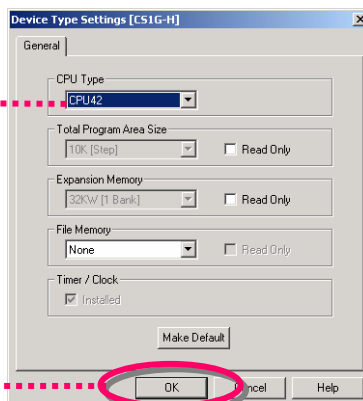 Device Type Settings [CS1G-H]
General
CPU Type
CPU42
Total Program Area Size
10K [Step]
Read Only
Expansion Memory
32KW [1 Bank]
Read Only
File Memory
None
Read Only
Timer / Clock
Installed
Make Default
OK
Cancel
Help